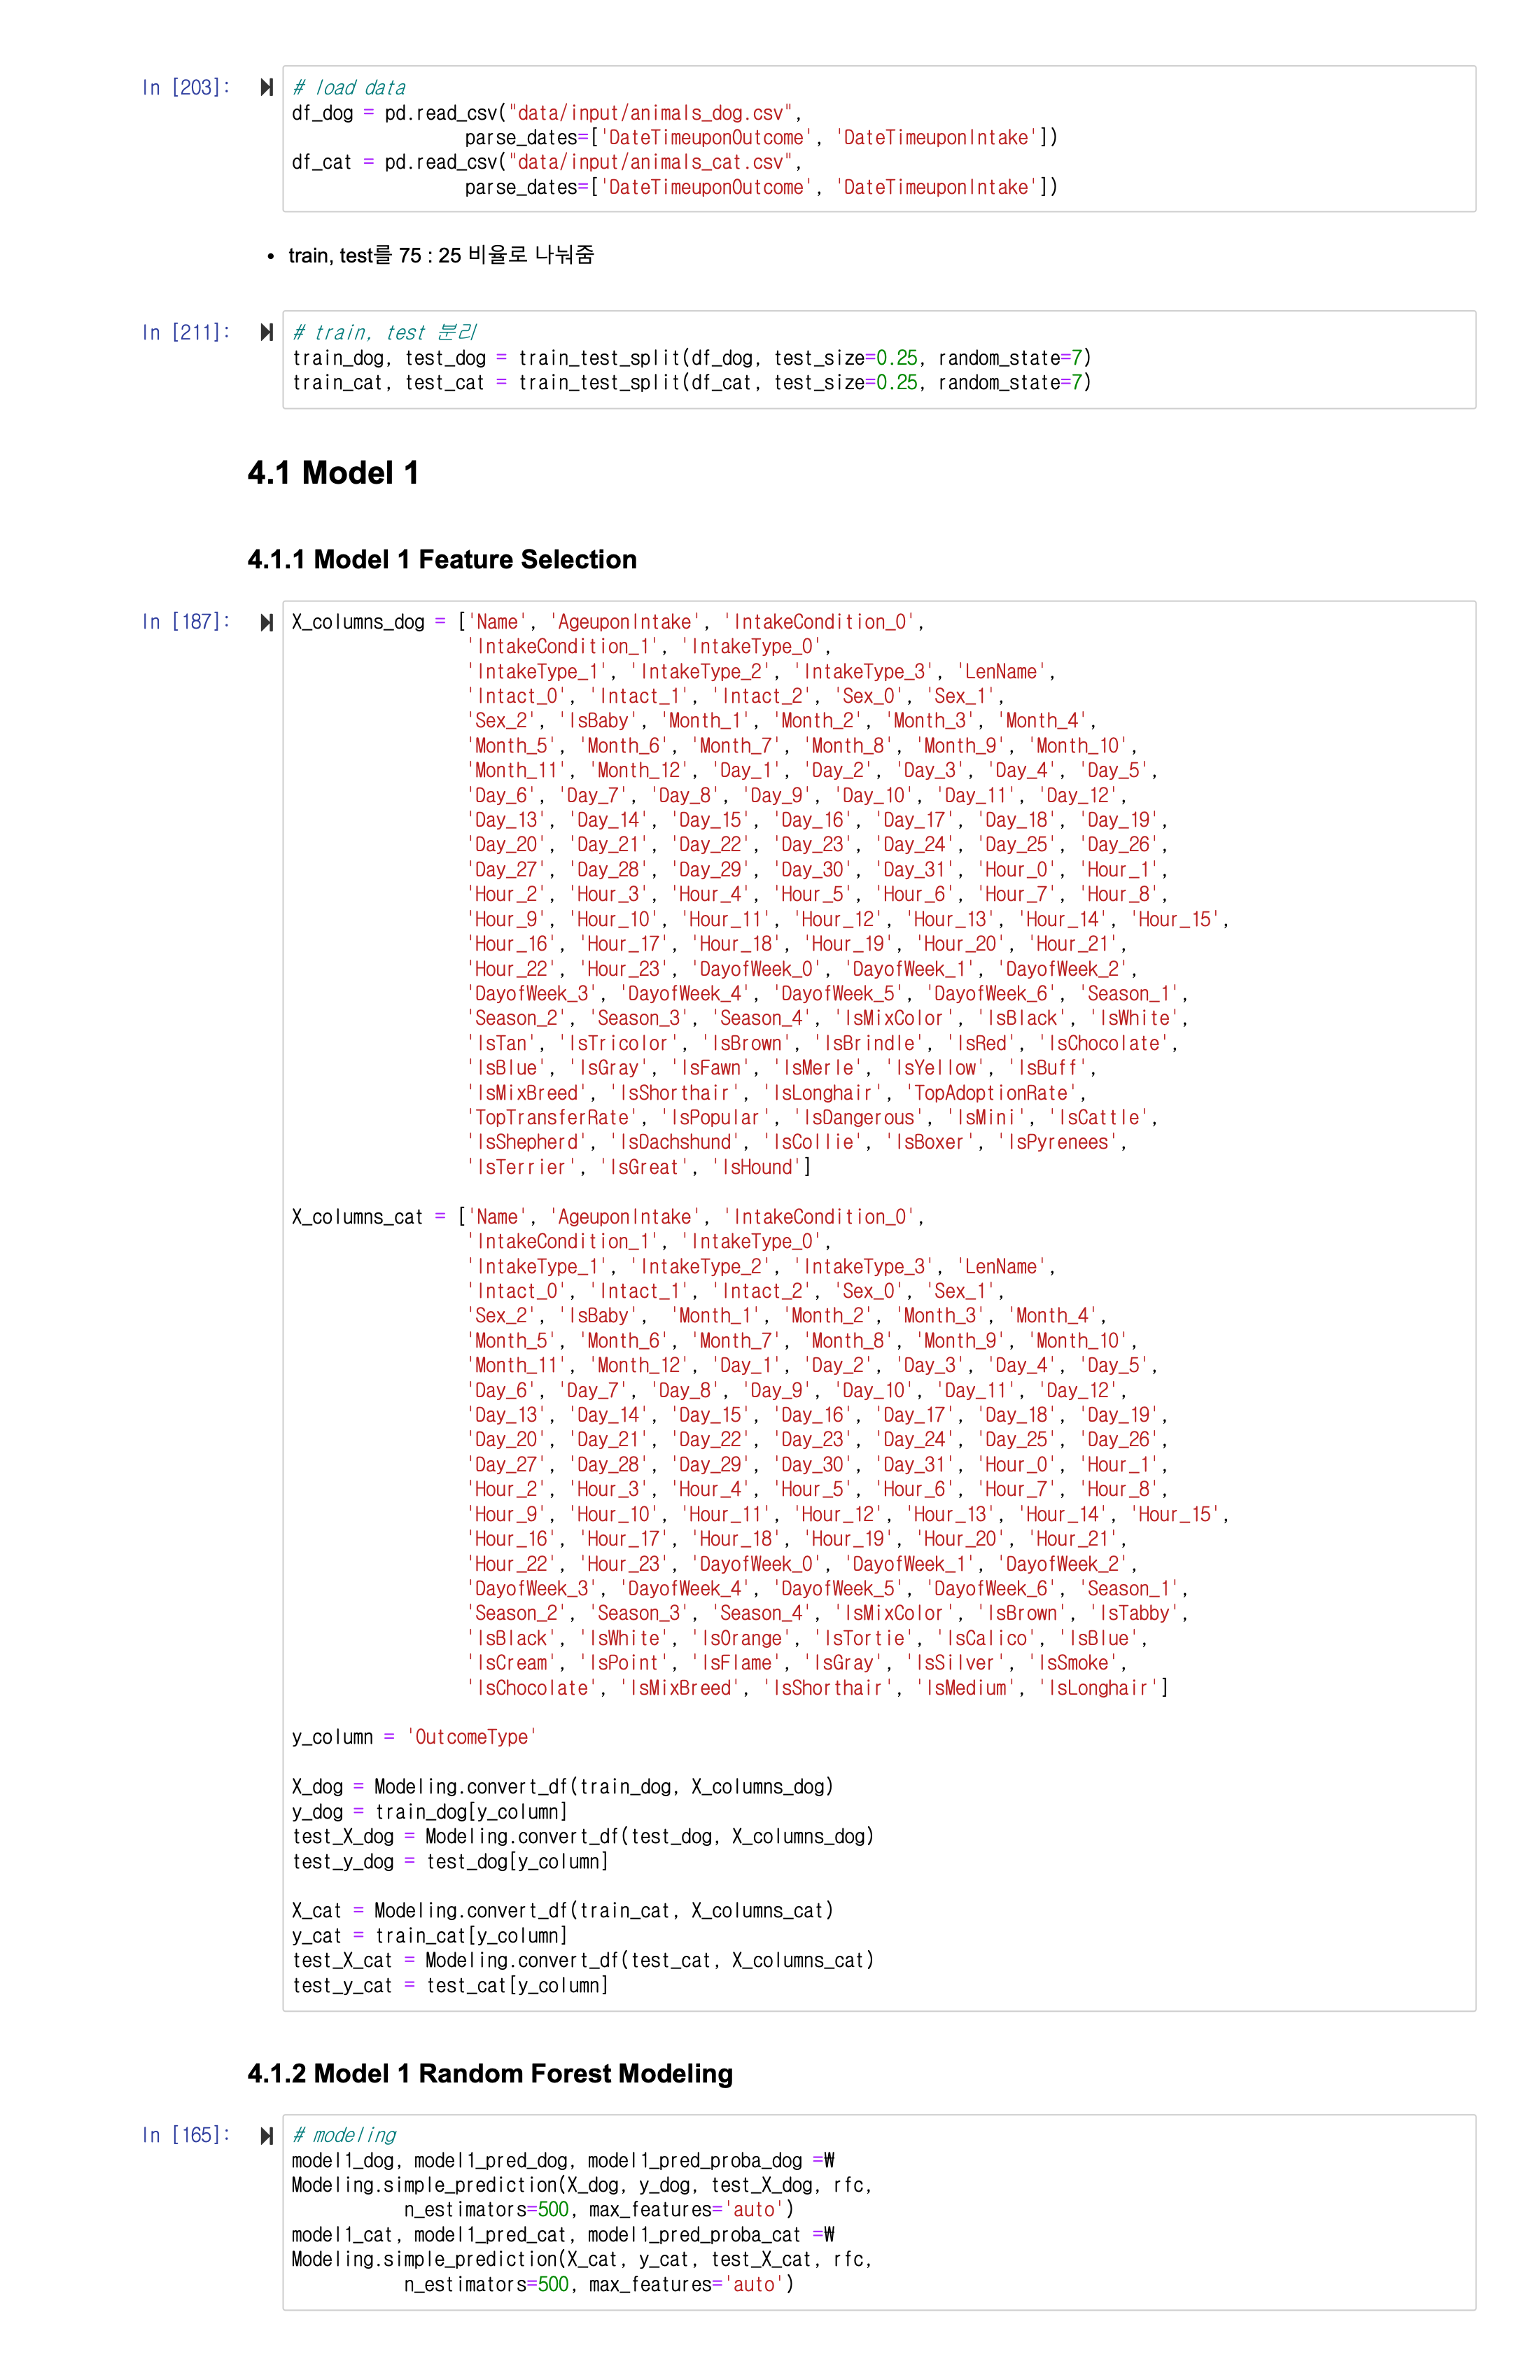 In [203]:
# load data
df_dog = pd.read_csv("data/input/animals_dog.csv",
parse_dates=['DateTimeuponOutcome', 'DateTimeuponIntake'])
df_cat = pd.read_csv("data/input/animals_cat.csv",
parse_dates=['DateTimeuponOutcome', 'DateTimeuponIntake'])
• train, test를 75 : 25 비율로 나눠줌
In [211]:
# train, test 분리
train_dog, test_dog = train_test_split(df_dog, test_size=0.25, random_state=7)
train_cat, test_cat = train_test_split(df_cat, test_size=0.25, random_state=7)
4.1 Model 1
4.1.1 Model 1 Feature Selection
In [187]:
X_columns_dog = ['Name', 'AgeuponIntake', 'IntakeCondition_0',
'IntakeCondition_1', 'IntakeType_0',
'IntakeType_1', 'IntakeType_2', 'IntakeType_3', 'LenName',
'Intact_0', 'Intact_1', 'Intact_2', 'Sex_0', 'Sex_1',
'Sex_2', 'IsBaby', 'Month_1', 'Month_2', 'Month_3', 'Month_4',
'Month_5', 'Month_6', 'Month_7', 'Month_8', 'Month_9', 'Month_10',
'Month_11', 'Month_12', 'Day_1', 'Day_2', 'Day_3', 'Day_4', 'Day_5',
'Day_6', 'Day_7', 'Day_8', 'Day_9', 'Day_10', 'Day_11', 'Day_12',
'Day_13', 'Day_14', 'Day_15', 'Day_16', 'Day_17', 'Day_18', 'Day_19',
'Day_20', 'Day_21', 'Day_22', 'Day_23', 'Day_24', 'Day_25', 'Day_26',
'Day_27', 'Day_28', 'Day_29', 'Day_30', 'Day_31', 'Hour_0', 'Hour_1',
'Hour_2', 'Hour_3', 'Hour_4', 'Hour_5', 'Hour_6', 'Hour_7', 'Hour_8',
'Hour_9', 'Hour_10', 'Hour_11', 'Hour_12', 'Hour_13', 'Hour_14', 'Hour_15',
'Hour_16', 'Hour_17', 'Hour_18', 'Hour_19', 'Hour_20', 'Hour_21',
'Hour_22', 'Hour_23', 'DayofWeek_0', 'DayofWeek_1', 'DayofWeek_2',
'DayofWeek_3', 'DayofWeek_4', 'DayofWeek_5', 'DayofWeek_6', 'Season_1',
'Season_2', 'Season_3', 'Season_4', 'IsMixColor', 'IsBlack', 'IsWhite',
'IsTan', 'IsTricolor', 'IsBrown', 'IsBrindle', 'IsRed', 'IsChocolate',
'IsBlue', 'IsGray', 'IsFawn', 'IsMerle', 'IsYellow', 'IsBuff',
'IsMixBreed', 'IsShorthair', 'IsLonghair', 'TopAdoptionRate',
'TopTransferRate', 'IsPopular', 'IsDangerous', 'IsMini', 'IsCattle',
'IsShepherd', 'IsDachshund', 'IsCollie', 'IsBoxer', 'IsPyrenees',
'IsTerrier', 'IsGreat', 'IsHound']
X_columns_cat = ['Name', 'AgeuponIntake', 'IntakeCondition_0',
'IntakeCondition_1', 'IntakeType_0',
'IntakeType_1', 'IntakeType_2', 'IntakeType_3', 'LenName',
'Intact_0', 'Intact_1', 'Intact_2', 'Sex_0', 'Sex_1',
'Sex_2', 'IsBaby',  'Month_1', 'Month_2', 'Month_3', 'Month_4',
'Month_5', 'Month_6', 'Month_7', 'Month_8', 'Month_9', 'Month_10',
'Month_11', 'Month_12', 'Day_1', 'Day_2', 'Day_3', 'Day_4', 'Day_5',
'Day_6', 'Day_7', 'Day_8', 'Day_9', 'Day_10', 'Day_11', 'Day_12',
'Day_13', 'Day_14', 'Day_15', 'Day_16', 'Day_17', 'Day_18', 'Day_19',
'Day_20', 'Day_21', 'Day_22', 'Day_23', 'Day_24', 'Day_25', 'Day_26',
'Day_27', 'Day_28', 'Day_29', 'Day_30', 'Day_31', 'Hour_0', 'Hour_1',
'Hour_2', 'Hour_3', 'Hour_4', 'Hour_5', 'Hour_6', 'Hour_7', 'Hour_8',
'Hour_9', 'Hour_10', 'Hour_11', 'Hour_12', 'Hour_13', 'Hour_14', 'Hour_15',
'Hour_16', 'Hour_17', 'Hour_18', 'Hour_19', 'Hour_20', 'Hour_21',
'Hour_22', 'Hour_23', 'DayofWeek_0', 'DayofWeek_1', 'DayofWeek_2',
'DayofWeek_3', 'DayofWeek_4', 'DayofWeek_5', 'DayofWeek_6', 'Season_1',
'Season_2', 'Season_3', 'Season_4', 'IsMixColor', 'IsBrown', 'IsTabby',
'IsBlack', 'IsWhite', 'IsOrange', 'IsTortie', 'IsCalico', 'IsBlue',
'IsCream', 'IsPoint', 'IsFlame', 'IsGray', 'IsSilver', 'IsSmoke',
'IsChocolate', 'IsMixBreed', 'IsShorthair', 'IsMedium', 'IsLonghair']
y_column = 'OutcomeType'
X_dog = Modeling.convert_df(train_dog, X_columns_dog)
y_dog = train_dog[y_column]
test_X_dog = Modeling.convert_df(test_dog, X_columns_dog)
test_y_dog = test_dog[y_column]
X_cat = Modeling.convert_df(train_cat, X_columns_cat)
y_cat = train_cat[y_column]
test_X_cat = Modeling.convert_df(test_cat, X_columns_cat)
test_y_cat = test_cat[y_column]
4.1.2 Model 1 Random Forest Modeling
In [165]:
# modeling
model1_dog, model1_pred_dog, model1_pred_proba_dog =₩
Modeling.simple_prediction(X_dog, y_dog, test_X_dog, rfc,
n_estimators=500, max_features='auto')
model1_cat, model1_pred_cat, model1_pred_proba_cat =₩
Modeling.simple_prediction(X_cat, y_cat, test_X_cat, rfc,
n_estimators=500, max_features='auto')